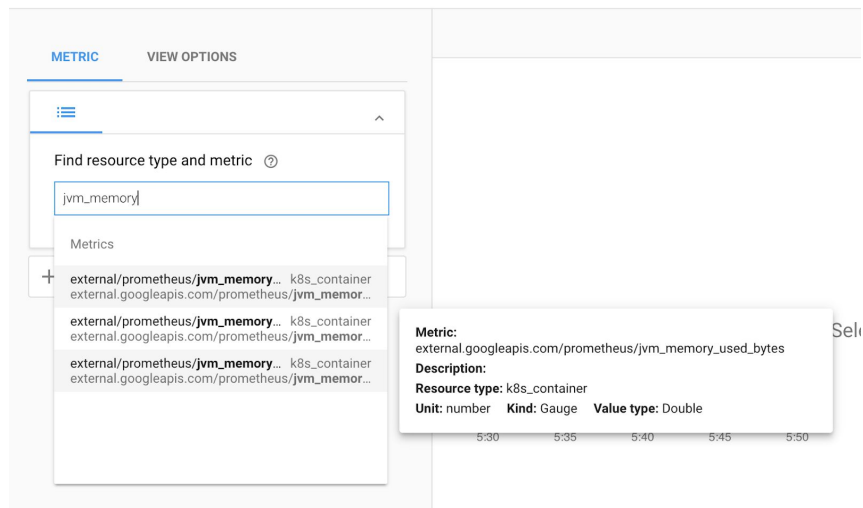 METRIC VIEW OPTIONS
Find resource type and metric
jvm_memory
Metrics
external/prometheus/jvm_memory... k8s_container
external.googleapis.com/prometheus/jvm_memor...
external/prometheus/jvm_memory... k8s_container
external.googleapis.com/prometheus/jvm_memor...
external/prometheus/jvm_memory... k8s_container
external.googleapis.com/prometheus/jvm_memor...
Metric:
external.googleapis.com/prometheus/jvm_memory_used_bytes
Description:
Resource type: k8s_container
Unit: number Kind: Gauge Value type: Double
5:30 5:35 5:40 5:45 5:50